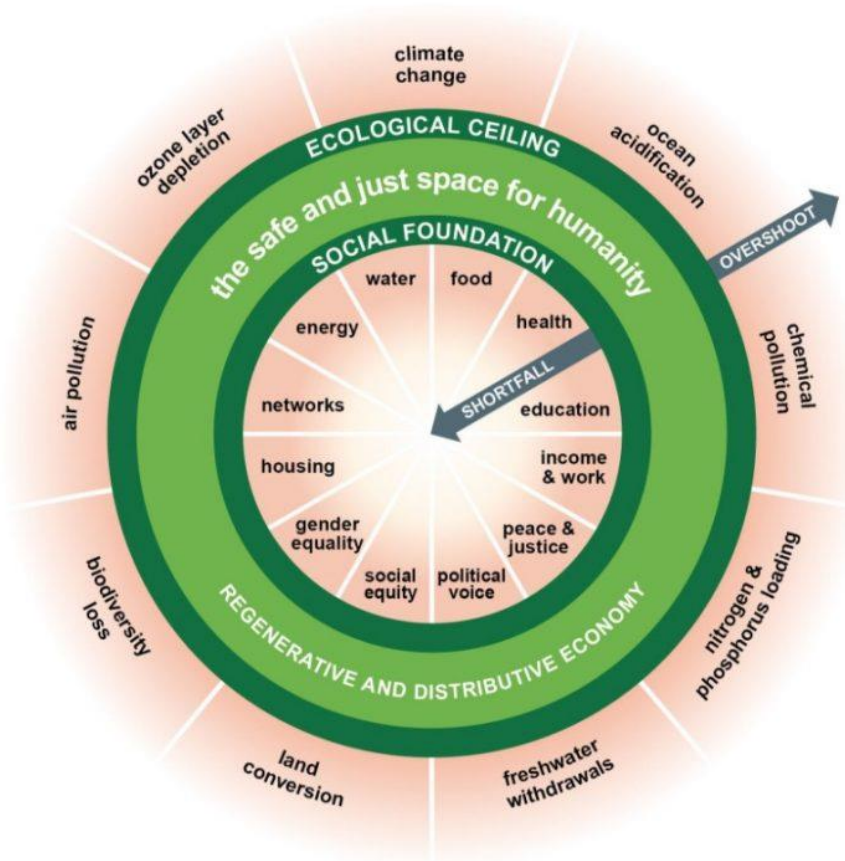 climate
change
ocean
acidification
chemical
pollution
nitrogen &
phosphorus loading
freshwater
withdrawals
land
conversion
biodiversity
loss
air pollution
ozone layer
depletion
OVERSHOOT
ECOLOGICAL CEILING
the safe and just space for humanity
SOCIAL FOUNDATION
water
food
health
SHORTFALL
education
income
& work
peace &
justice
political
voice
social
equity
gender
equality
housing
networks
energy
REGENERATIVE AND DISTRIBUTIVE ECONOMY